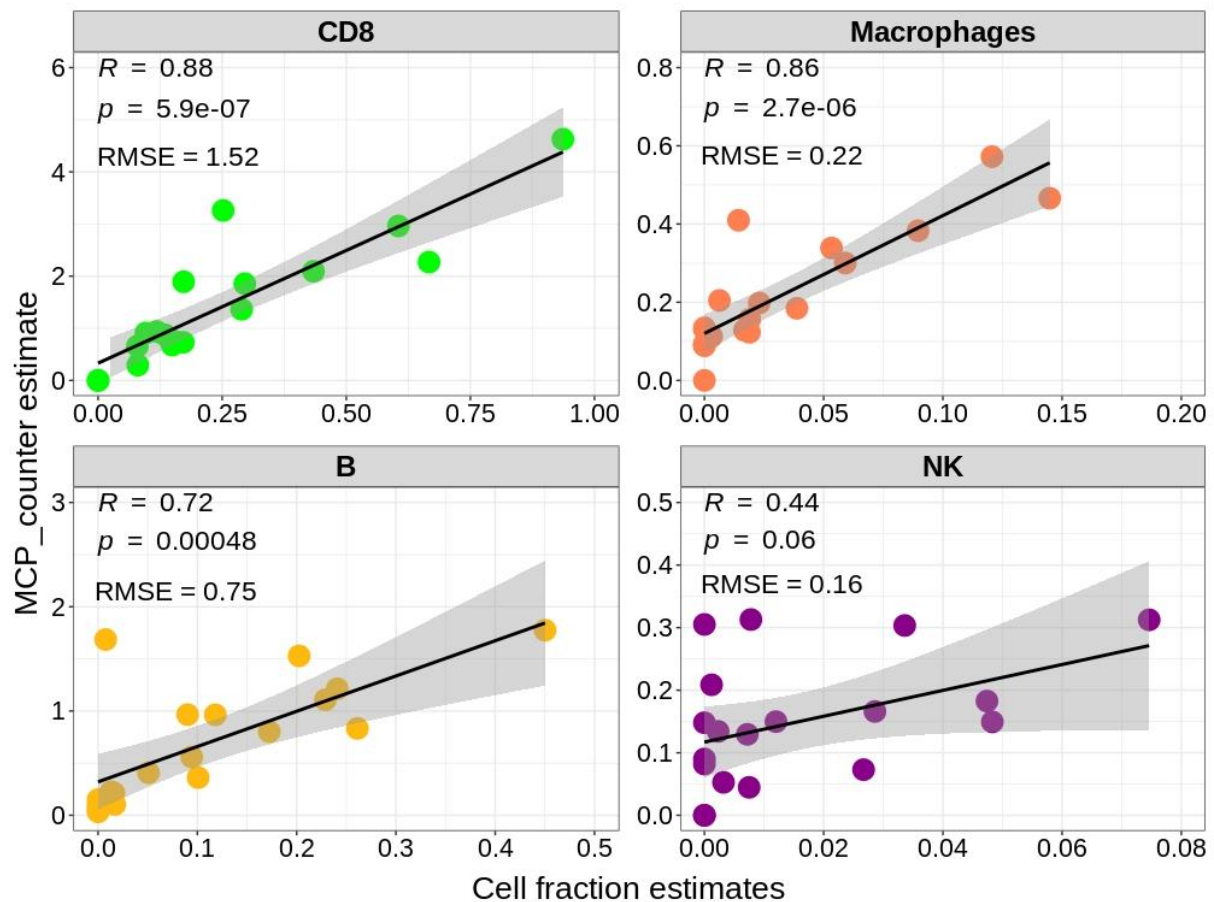 CD8
R = 0.88
p = 5.9e-07
RMSE = 1.52
6
4
2
0
0.00 0.25 0.50 0.75 1.00
Macrophages
R = 0.86
p = 2.7e-06
RMSE = 0.22
0.8
0.6
0.4
0.2
0.0
0.00 0.05 0.10 0.15 0.20
B
R = 0.72
p = 0.00048
RMSE = 0.75
3
2
1
0
0.0 0.1 0.2 0.3 0.4 0.5
NK
R = 0.44
p = 0.06
RMSE = 0.16
0.5
0.4
0.3
0.2
0.1
0.0
0.00 0.02 0.04 0.06 0.08
MCP_counter estimate
Cell fraction estimates